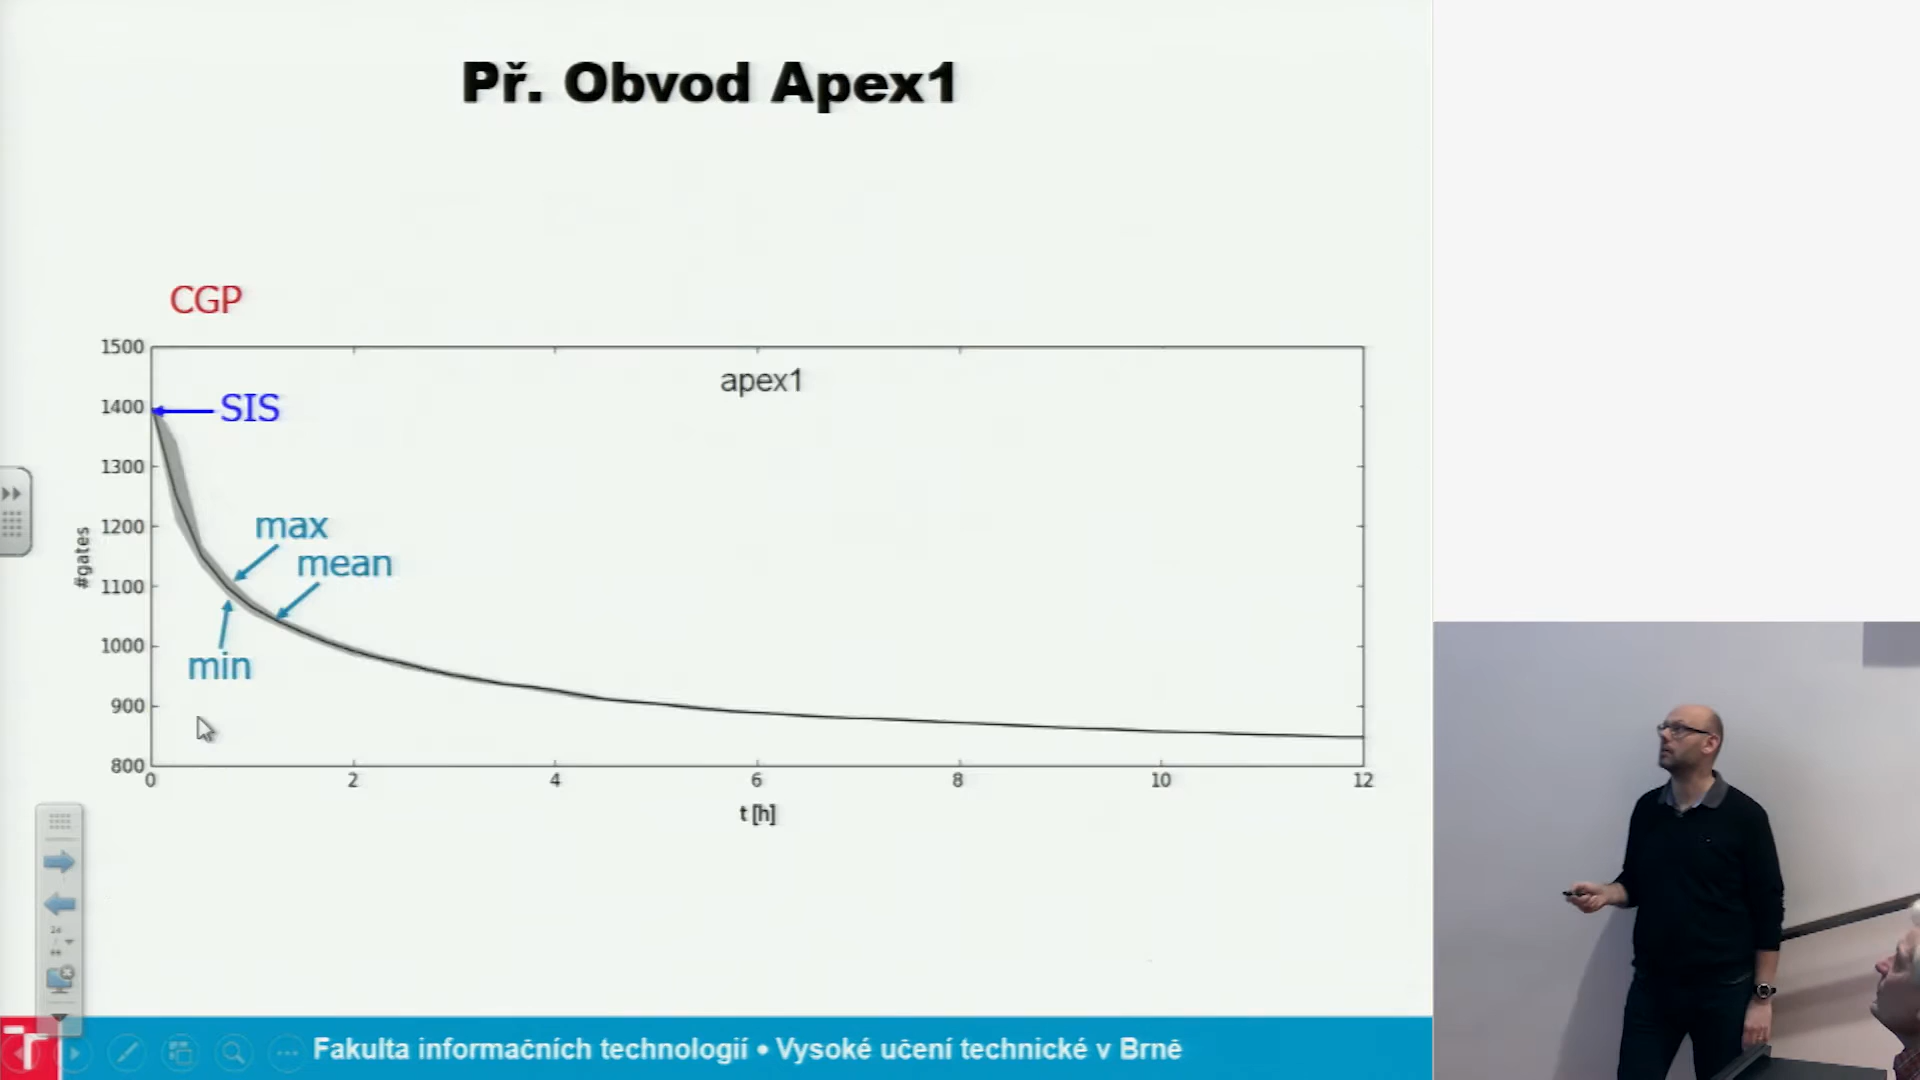 Př. Obvod Apex1
CGP
1500
apex1
1400
SIS
1300
1200
max
mean
#gates
1100
1000
min
900
800
0 2 4 6 8 10 12
t [h]
Fakulta informačních technologií • Vysoké učení technické v Brně